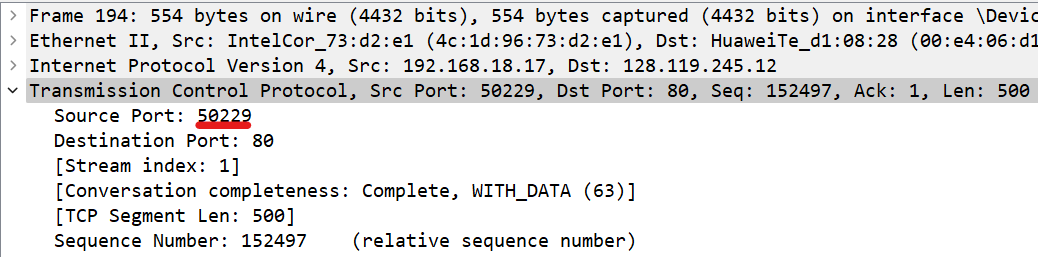 Frame 194: 554 bytes on wire (4432 bits), 554 bytes captured (4432 bits) on interface \Devic
Ethernet II, Src: IntelCor_73:d2:e1 (4c:1d:96:73:d2:e1), Dst: HuaweiTe_d1:08:28 (00:e4:06:d1
Internet Protocol Version 4, Src: 192.168.18.17, Dst: 128.119.245.12
Transmission Control Protocol, Src Port: 50229, Dst Port: 80, Seq: 152497, Ack: 1, Len: 500
Source Port: 50229
Destination Port: 80
[Stream index: 1]
[Conversation completeness: Complete, WITH_DATA (63)]
[TCP Segment Len: 500]
Sequence Number: 152497    (relative sequence number)